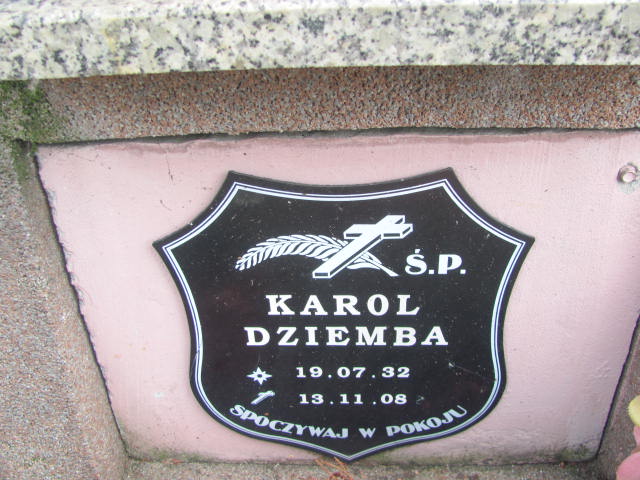 Ś.P.
KAROL
DZIEMBA
19.07.32
13.11.08
SPOCZYWAJ W POKOJU